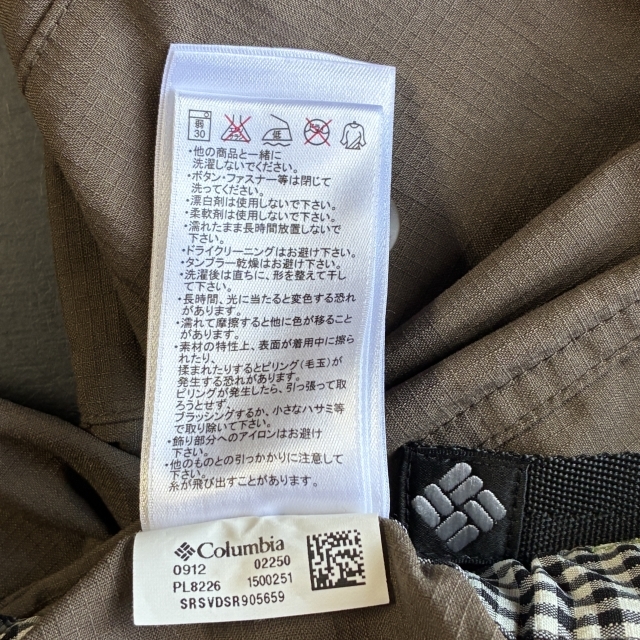 弱
30
低
・他の商品と一緒に
洗濯しないでください。
・ボタン・ファスナー等は閉じて
洗ってください。
・漂白剤は使用しないで下さい。
・柔軟剤は使用しないで下さい。
・濡れたまま長時間放置しないで
下さい。
・ドライクリーニングはお避け下さい。
・タンブラー乾燥はお避け下さい。
・洗濯後は直ちに、形を整えて干し
て下さい。
・長時間、光に当たると変色する恐れ
があります。
・濡れて摩擦すると他に色が移ること
があります。
・素材の特性上、表面が着用中に擦ら
れたり、
揉まれたりするとピリング(毛玉)が
発生する恐れがあります。
ピリングが発生したら、引っ張って取
ろうとせず、
ブラッシングするか、小さなハサミ等
で取り除いて下さい。
・飾り部分へのアイロンはお避け
下さい。
・他のものとの引っかかりに注意して
下さい。
糸が飛び出すことがあります。
Columbia
0912 02250
PL8226 1500251
SRSVDSR905659